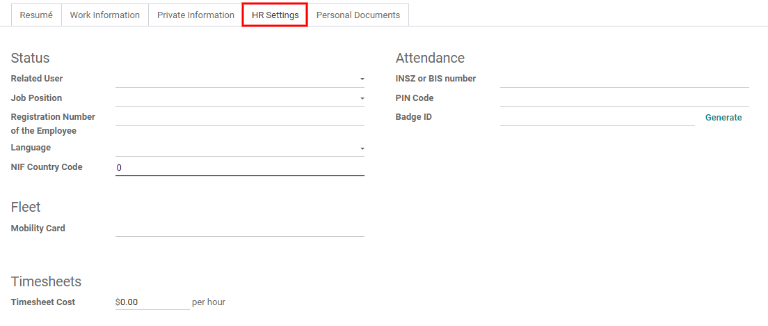 Resumé Work Information Private Information HR Settings Personal Documents
Status
Related User
Job Position
Registration Number
of the Employee
Language
NIF Country Code 0
Attendance
INSZ or BIS number
PIN Code
Badge ID Generate
Fleet
Mobility Card
Timesheets
Timesheet Cost $0.00 per hour